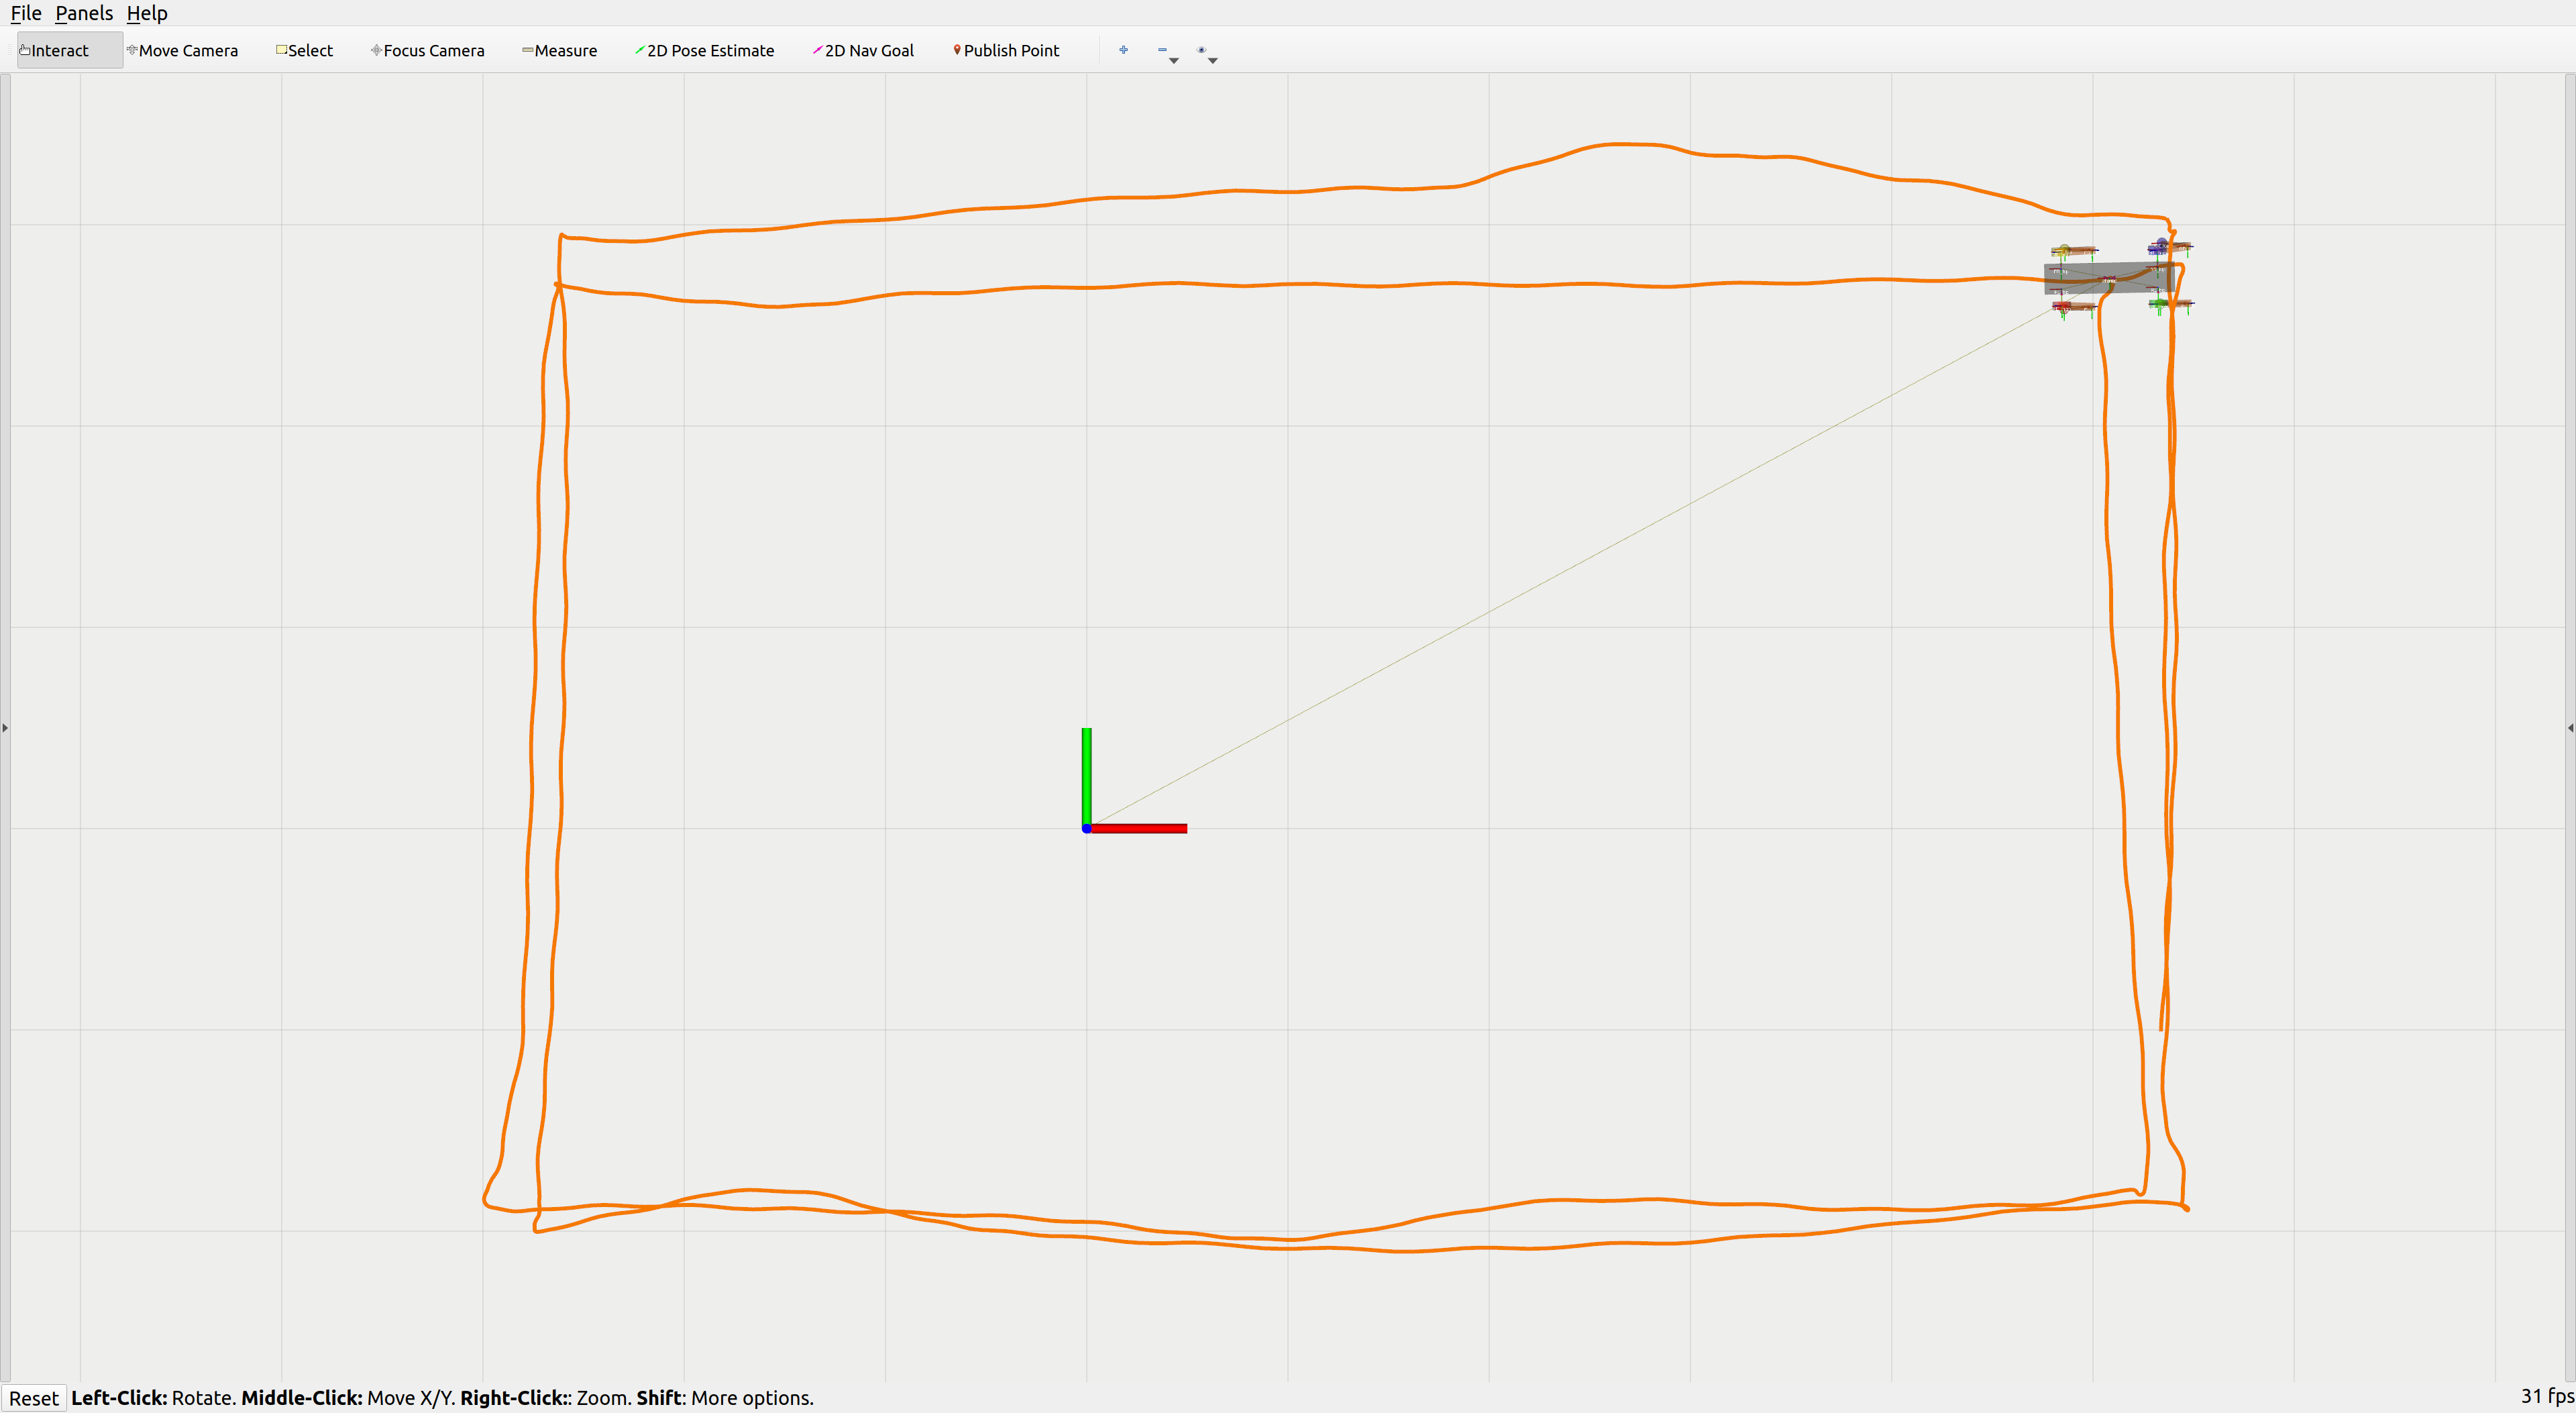 File Panels Help
Interact Move Camera Select Focus Camera Measure 2D Pose Estimate 2D Nav Goal Publish Point
Reset Left-Click: Rotate. Middle-Click: Move X/Y. Right-Click:: Zoom. Shift: More options. 31 fps